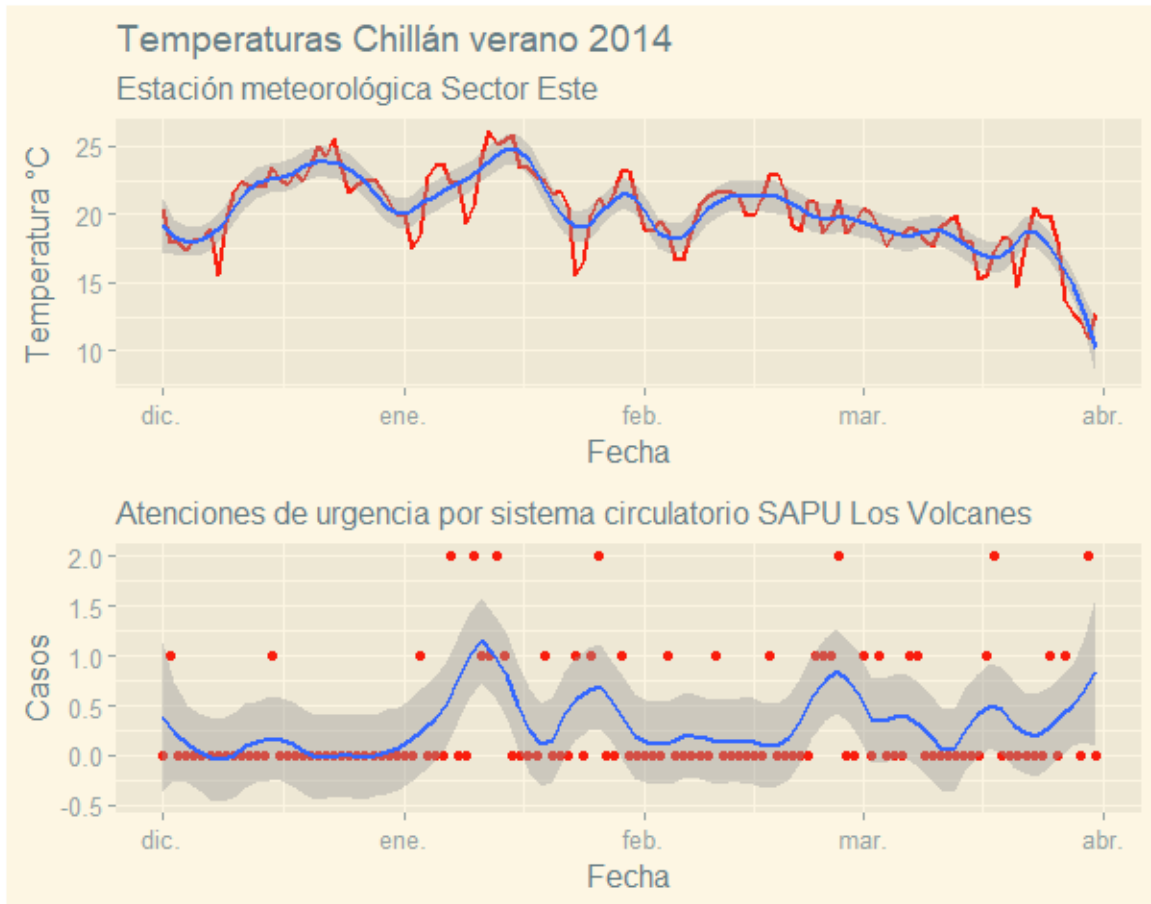 Temperaturas Chillán verano 2014
Estación meteorológica Sector Este
Temperatura °C
25
20
15
10
dic.
ene.
feb.
mar.
abr.
Fecha
Atenciones de urgencia por sistema circulatorio SAPU Los Volcanes
Casos
2.0
1.5
1.0
0.5
0.0
-0.5
dic.
ene.
feb.
mar.
abr.
Fecha